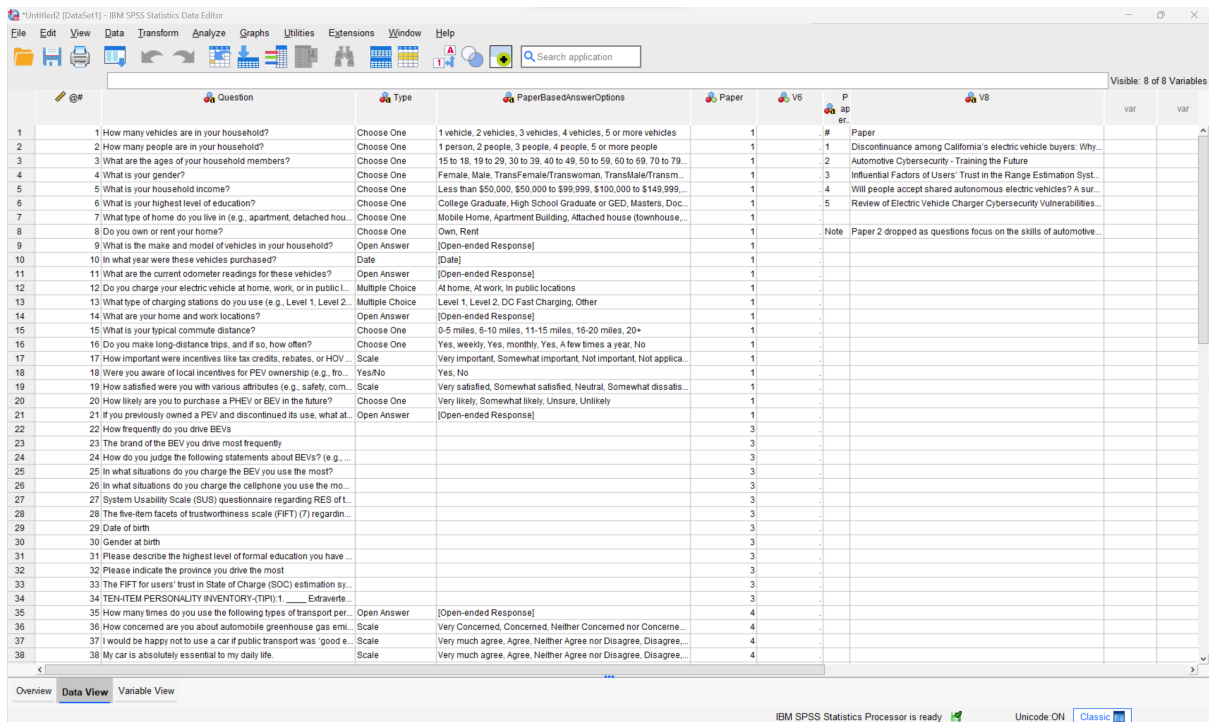 *Untitled2 [DataSet1] - IBM SPSS Statistics Data Editor
File Edit View Data Transform Analyze Graphs Utilities Extensions Window Help
Search application
Visible: 8 of 8 Variables
@# Question Type PaperBasedAnswerOptions Paper V6 Paper.. V8 var var
1 1 How many vehicles are in your household? Choose One 1 vehicle, 2 vehicles, 3 vehicles, 4 vehicles, 5 or more vehicles 1 . # Paper
2 2 How many people are in your household? Choose One 1 person, 2 people, 3 people, 4 people, 5 or more people 1 . 1 Discontinuance among California's electric vehicle buyers: Why...
3 3 What are the ages of your household members? Choose One 15 to 18, 19 to 29, 30 to 39, 40 to 49, 50 to 59, 60 to 69, 70 to 79... 1 . 2 Automotive Cybersecurity - Training the Future
4 4 What is your gender? Choose One Female, Male, TransFemale/Transwoman, TransMale/Transm... 1 . 3 Influential Factors of Users' Trust in the Range Estimation Syst...
5 5 What is your household income? Choose One Less than $50,000, $50,000 to $99,999, $100,000 to $149,999,... 1 . 4 Will people accept shared autonomous electric vehicles? A sur...
6 6 What is your highest level of education? Choose One College Graduate, High School Graduate or GED, Masters, Doc... 1 . 5 Review of Electric Vehicle Charger Cybersecurity Vulnerabilities...
7 7 What type of home do you live in (e.g., apartment, detached hou... Choose One Mobile Home, Apartment Building, Attached house (townhouse,... 1 .
8 8 Do you own or rent your home? Choose One Own, Rent 1 . Note Paper 2 dropped as questions focus on the skills of automotive...
9 9 What is the make and model of vehicles in your household? Open Answer [Open-ended Response] 1 .
10 10 In what year were these vehicles purchased? Date [Date] 1 .
11 11 What are the current odometer readings for these vehicles? Open Answer [Open-ended Response] 1 .
12 12 Do you charge your electric vehicle at home, work, or in public l... Multiple Choice At home, At work, In public locations 1 .
13 13 What type of charging stations do you use (e.g., Level 1, Level 2... Multiple Choice Level 1, Level 2, DC Fast Charging, Other 1 .
14 14 What are your home and work locations? Open Answer [Open-ended Response] 1 .
15 15 What is your typical commute distance? Choose One 0-5 miles, 6-10 miles, 11-15 miles, 16-20 miles, 20+ 1 .
16 16 Do you make long-distance trips, and if so, how often? Choose One Yes, weekly, Yes, monthly, Yes, A few times a year, No 1 .
17 17 How important were incentives like tax credits, rebates, or HOV ... Scale Very important, Somewhat important, Not important, Not applica... 1 .
18 18 Were you aware of local incentives for PEV ownership (e.g., fro... Yes/No Yes, No 1 .
19 19 How satisfied were you with various attributes (e.g., safety, com... Scale Very satisfied, Somewhat satisfied, Neutral, Somewhat dissatis... 1 .
20 20 How likely are you to purchase a PHEV or BEV in the future? Choose One Very likely, Somewhat likely, Unsure, Unlikely 1 .
21 21 If you previously owned a PEV and discontinued its use, what at... Open Answer [Open-ended Response] 1 .
22 22 How frequently do you drive BEVs 3 .
23 23 The brand of the BEV you drive most frequently 3 .
24 24 How do you judge the following statements about BEVs? (e.g., ... 3 .
25 25 In what situations do you charge the BEV you use the most? 3 .
26 26 In what situations do you charge the cellphone you use the mo... 3 .
27 27 System Usability Scale (SUS) questionnaire regarding RES of t... 3 .
28 28 The five-item facets of trustworthiness scale (FIFT) (7) regardin... 3 .
29 29 Date of birth 3 .
30 30 Gender at birth 3 .
31 31 Please describe the highest level of formal education you have ... 3 .
32 32 Please indicate the province you drive the most 3 .
33 33 The FIFT for users' trust in State of Charge (SOC) estimation sy... 3 .
34 34 TEN-ITEM PERSONALITY INVENTORY-(TIPI):1. ____ Extraverte... 3 .
35 35 How many times do you use the following types of transport per... Open Answer [Open-ended Response] 4 .
36 36 How concerned are you about automobile greenhouse gas emi... Scale Very Concerned, Concerned, Neither Concerned nor Concerne... 4 .
37 37 I would be happy not to use a car if public transport was 'good e... Scale Very much agree, Agree, Neither Agree nor Disagree, Disagree,... 4 .
38 38 My car is absolutely essential to my daily life. Scale Very much agree, Agree, Neither Agree nor Disagree, Disagree,... 4 .
Overview Data View Variable View
IBM SPSS Statistics Processor is ready Unicode:ON Classic